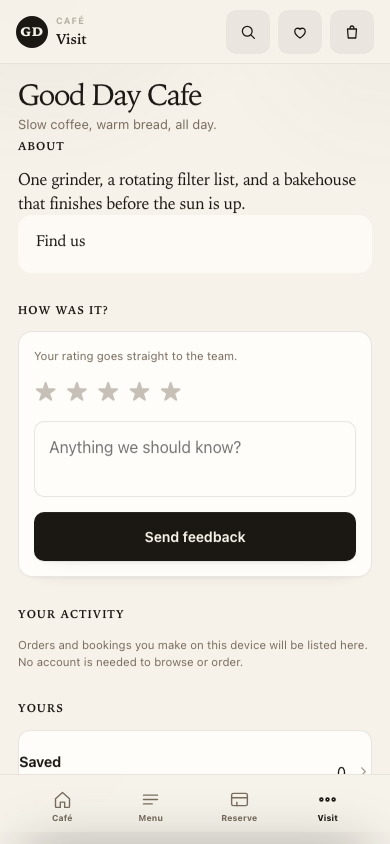 GD
CAFÉ
Visit
Good Day Cafe
Slow coffee, warm bread, all day.
ABOUT
One grinder, a rotating filter list, and a bakehouse
that finishes before the sun is up.
Find us
HOW WAS IT?
Your rating goes straight to the team.
Anything we should know?
Send feedback
YOUR ACTIVITY
Orders and bookings you make on this device will be listed here.
No account is needed to browse or order.
YOURS
Saved
0
Café
Menu
Reserve
Visit